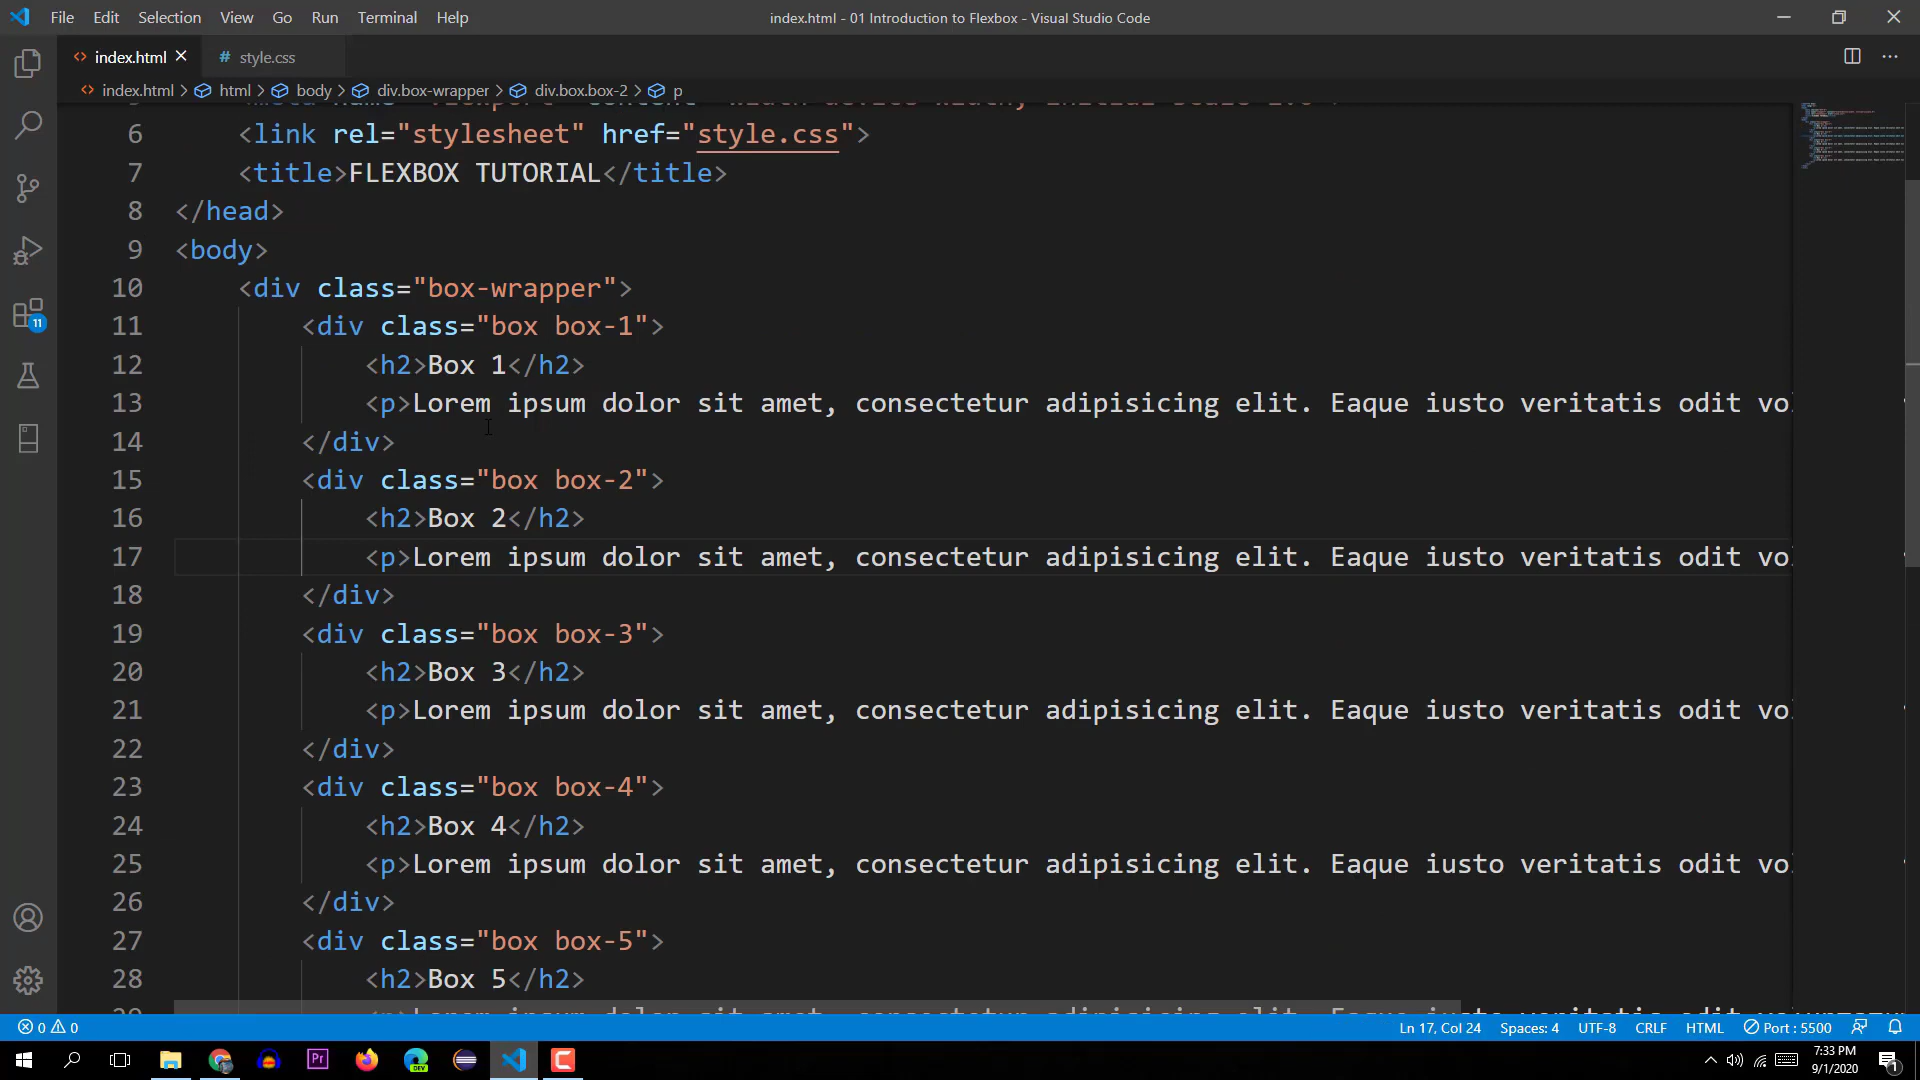 File Edit Selection View Go Run Terminal Help
index.html - 01 Introduction to Flexbox - Visual Studio Code
<> index.html
# style.css
<> index.html > html > body > div.box-wrapper > div.box.box-2 > p
6 <link rel="stylesheet" href="style.css">
7 <title>FLEXBOX TUTORIAL</title>
8 </head>
9 <body>
10 <div class="box-wrapper">
11 <div class="box box-1">
12 <h2>Box 1</h2>
13 <p>Lorem ipsum dolor sit amet, consectetur adipisicing elit. Eaque iusto veritatis odit vol
14 </div>
15 <div class="box box-2">
16 <h2>Box 2</h2>
17 <p>Lorem ipsum dolor sit amet, consectetur adipisicing elit. Eaque iusto veritatis odit vol
18 </div>
19 <div class="box box-3">
20 <h2>Box 3</h2>
21 <p>Lorem ipsum dolor sit amet, consectetur adipisicing elit. Eaque iusto veritatis odit vol
22 </div>
23 <div class="box box-4">
24 <h2>Box 4</h2>
25 <p>Lorem ipsum dolor sit amet, consectetur adipisicing elit. Eaque iusto veritatis odit vol
26 </div>
27 <div class="box box-5">
28 <h2>Box 5</h2>
11
0 0
Ln 17, Col 24 Spaces: 4 UTF-8 CRLF HTML Port : 5500
Pr
DEV
7:33 PM
9/1/2020
1